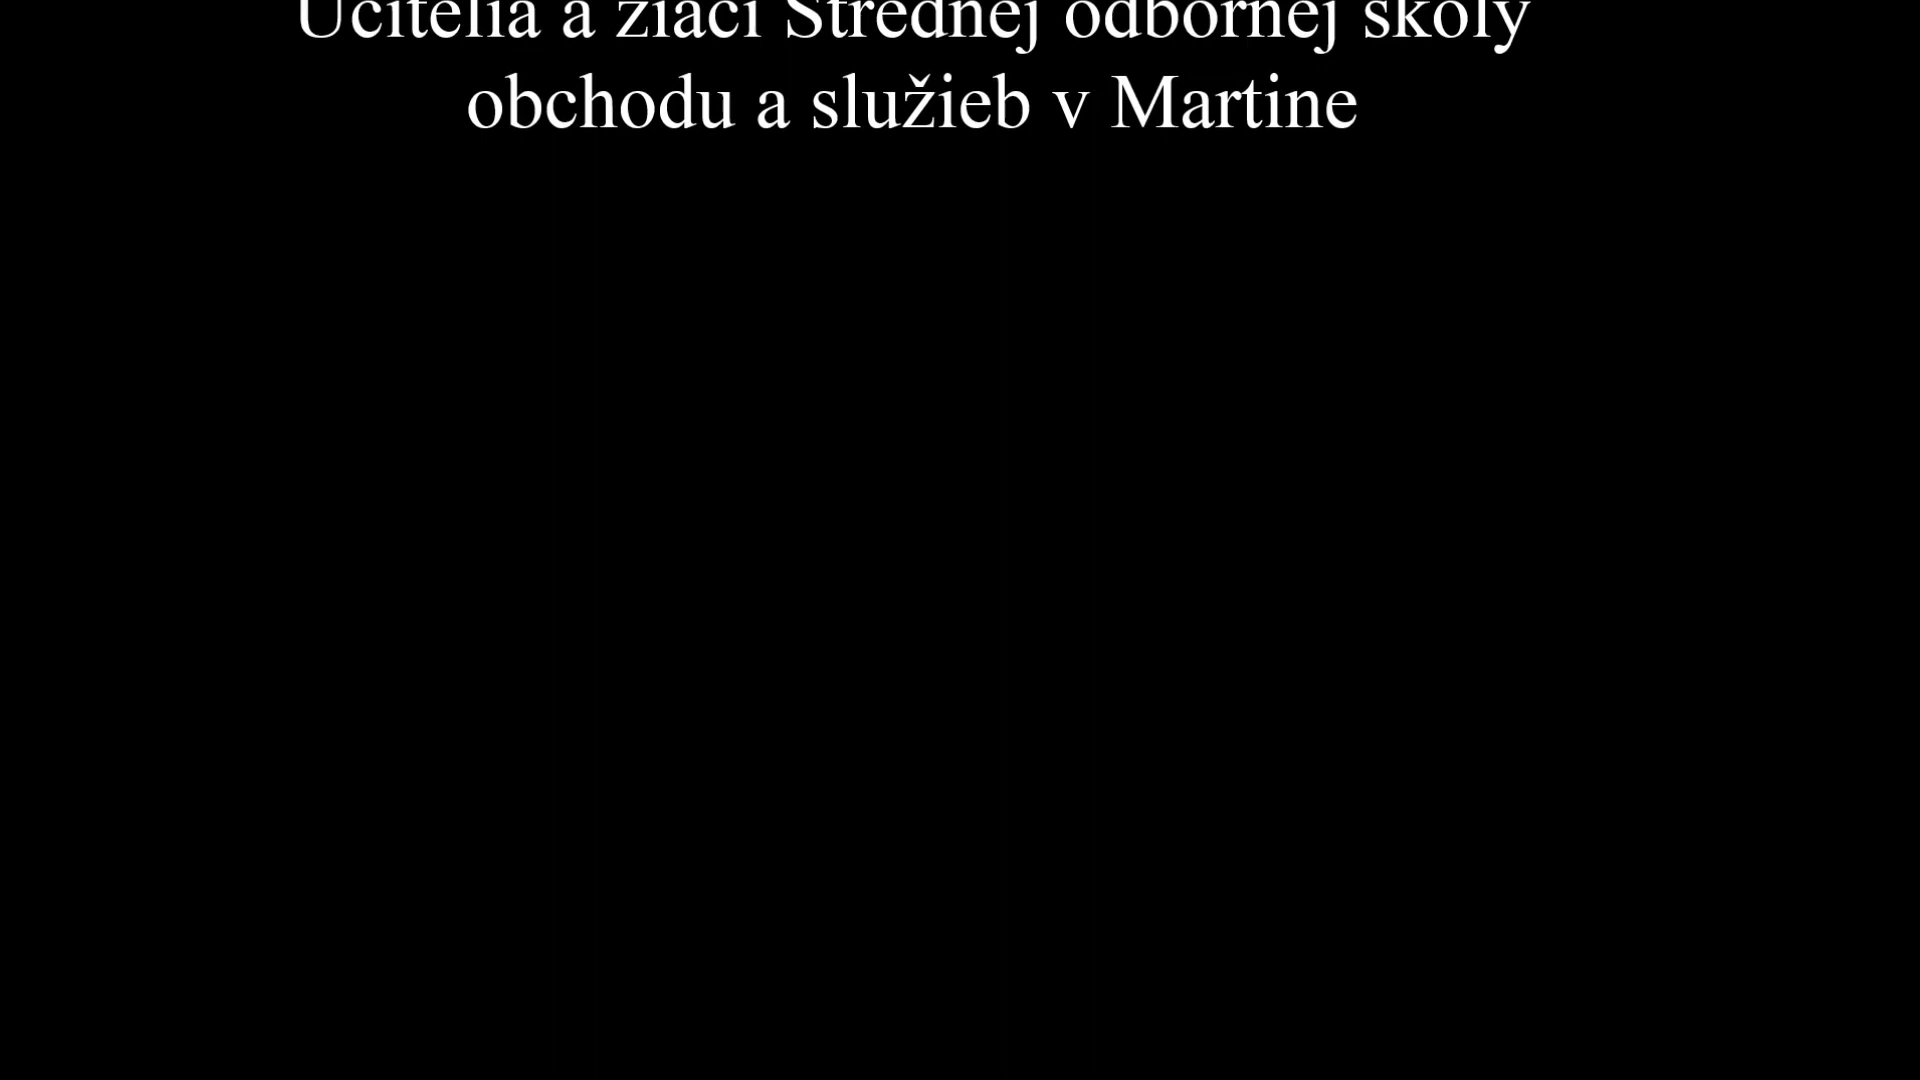 Učitelia a žiaci Strednej odbornej školy
obchodu a služieb v Martine